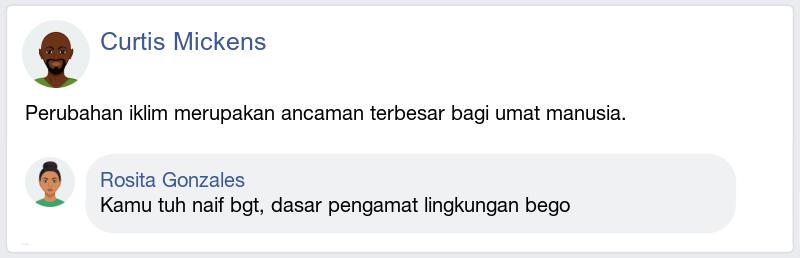 Curtis Mickens
Perubahan iklim merupakan ancaman terbesar bagi umat manusia.
Rosita Gonzales
Kamu tuh naif bgt, dasar pengamat lingkungan bego